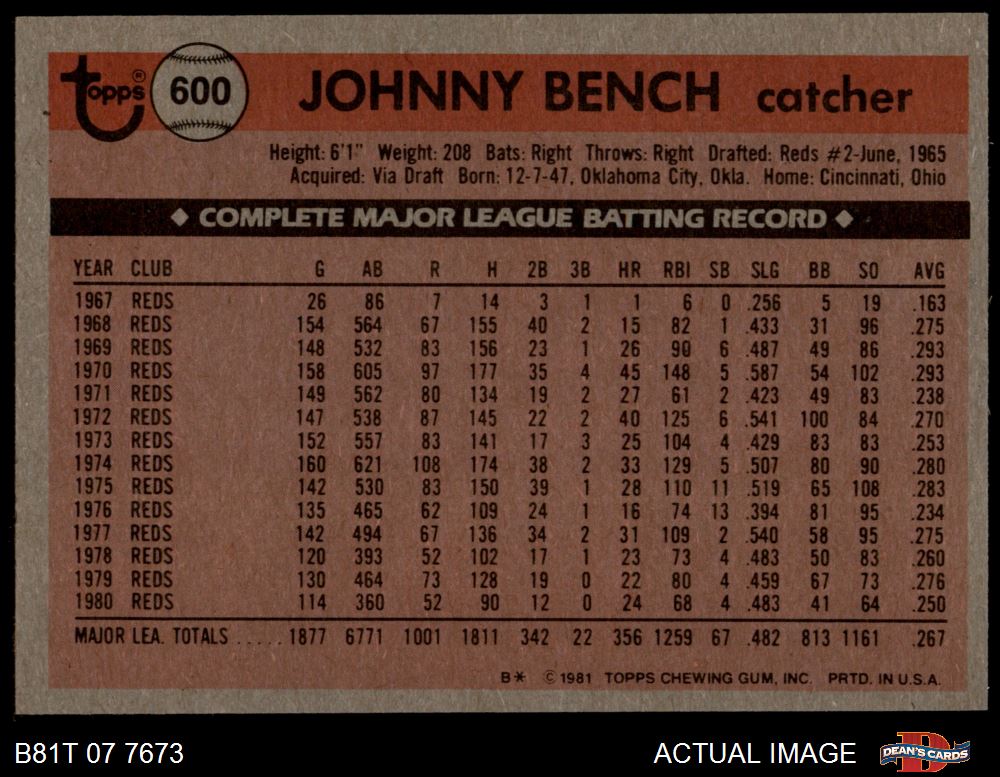 topps® 600 JOHNNY BENCH catcher
Height: 6'1" Weight: 208 Bats: Right Throws: Right Drafted: Reds #2-June, 1965
Acquired: Via Draft Born: 12-7-47, Oklahoma City, Okla. Home: Cincinnati, Ohio
◆ COMPLETE MAJOR LEAGUE BATTING RECORD ◆
YEAR CLUB G AB R H 2B 3B HR RBI SB SLG BB SO AVG
1967 REDS 26 86 7 14 3 1 1 6 0 .256 5 19 .163
1968 REDS 154 564 67 155 40 2 15 82 1 .433 31 96 .275
1969 REDS 148 532 83 156 23 1 26 90 6 .487 49 86 .293
1970 REDS 158 605 97 177 35 4 45 148 5 .587 54 102 .293
1971 REDS 149 562 80 134 19 2 27 61 2 .423 49 83 .238
1972 REDS 147 538 87 145 22 2 40 125 6 .541 100 84 .270
1973 REDS 152 557 83 141 17 3 25 104 4 .429 83 83 .253
1974 REDS 160 621 108 174 38 2 33 129 5 .507 80 90 .280
1975 REDS 142 530 83 150 39 1 28 110 11 .519 65 108 .283
1976 REDS 135 465 62 109 24 1 16 74 13 .394 81 95 .234
1977 REDS 142 494 67 136 34 2 31 109 2 .540 58 95 .275
1978 REDS 120 393 52 102 17 1 23 73 4 .483 50 83 .260
1979 REDS 130 464 73 128 19 0 22 80 4 .459 67 73 .276
1980 REDS 114 360 52 90 12 0 24 68 4 .483 41 64 .250
MAJOR LEA. TOTALS ..... 1877 6771 1001 1811 342 22 356 1259 67 .482 813 1161 .267
B* © 1981 TOPPS CHEWING GUM, INC. PRTD. IN U.S.A.
B81T 07 7673 ACTUAL IMAGE D DEAN'S CARDS